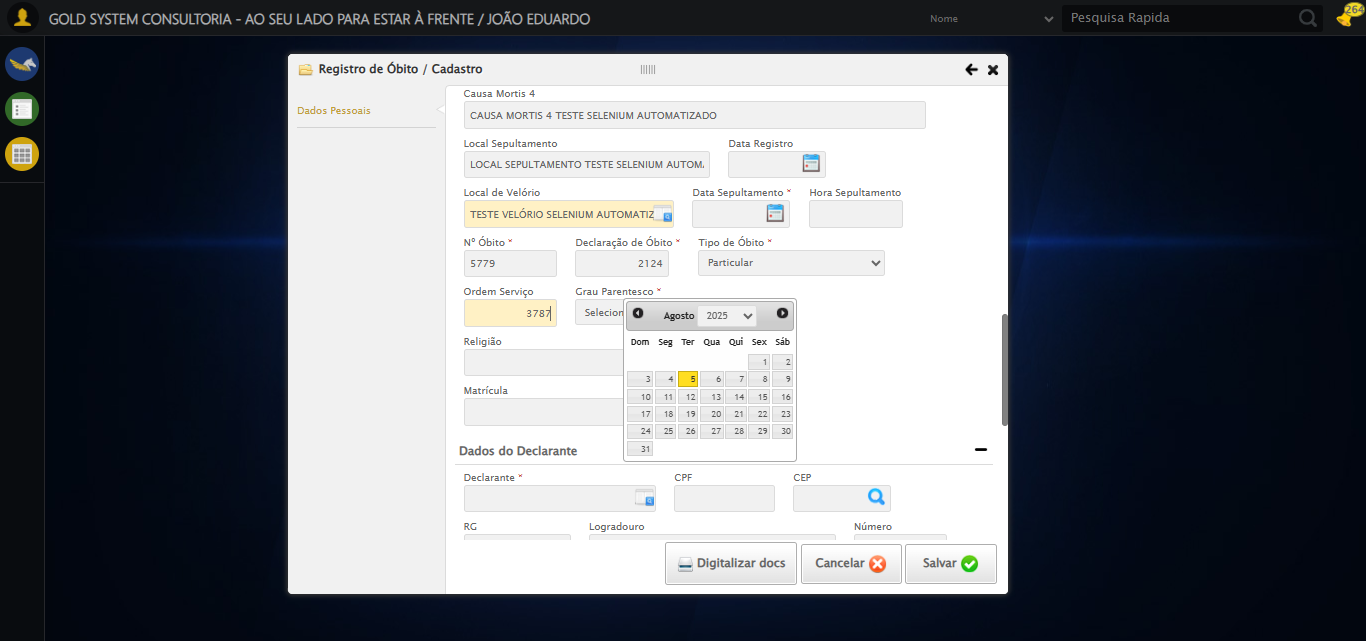 GOLD SYSTEM CONSULTORIA - AO SEU LADO PARA ESTAR À FRENTE / JOÃO EDUARDO
Nome
Pesquisa Rapida
264
Registro de Óbito / Cadastro
Dados Pessoais
Causa Mortis 4
CAUSA MORTIS 4 TESTE SELENIUM AUTOMATIZADO
Local Sepultamento
Data Registro
LOCAL SEPULTAMENTO TESTE SELENIUM AUTOM
Local de Velório
Data Sepultamento *
Hora Sepultamento
TESTE VELÓRIO SELENIUM AUTOMATIZ
Nº Óbito *
Declaração de Óbito *
Tipo de Óbito *
5779
2124
Particular
Ordem Serviço
Grau Parentesco *
3787
Selecion
Agosto 2025
Dom Seg Ter Qua Qui Sex Sáb
1 2
3 4 5 6 7 8 9
10 11 12 13 14 15 16
17 18 19 20 21 22 23
24 25 26 27 28 29 30
31
Religião
Matrícula
Dados do Declarante
Declarante *
CPF
CEP
RG
Logradouro
Número
Digitalizar docs
Cancelar
Salvar